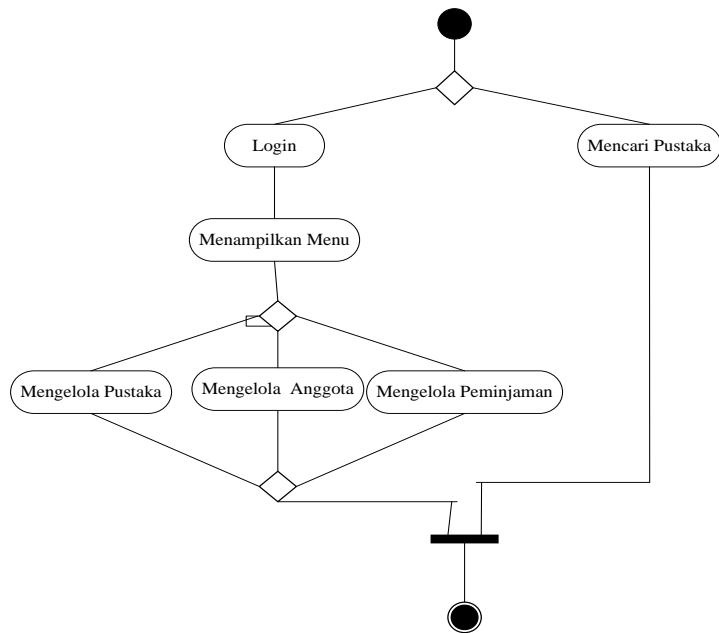 Login
Mencari Pustaka
Menampilkan Menu
Mengelola Pustaka
Mengelola Anggota
Mengelola Peminjaman